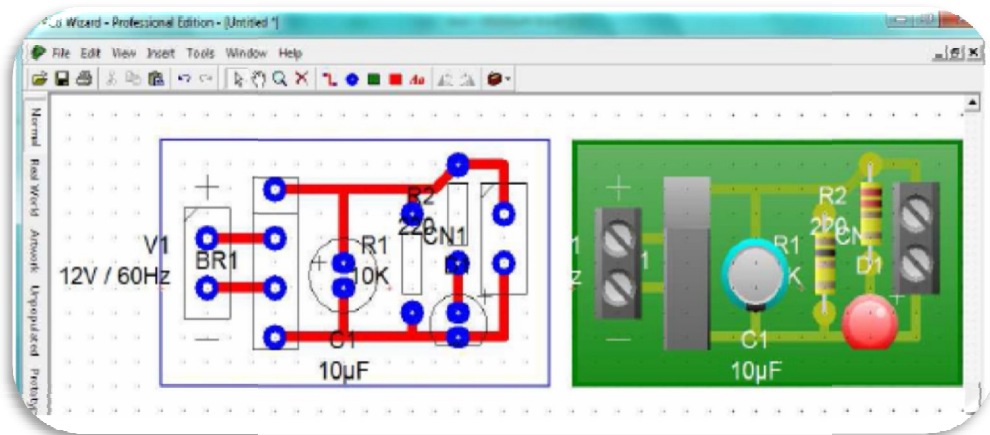 Wizard - Professional Edition - [Untitled *]
File Edit View Insert Tools Window Help
Normal
Real World
Artwork
Unpopulated
+
V1
12V / 60Hz
BR1
−
+
R1
10K
C1
10µF
R2
220
CN1
+
+
−
R1
K
C1
10µF
R2
220
CN
D1
+